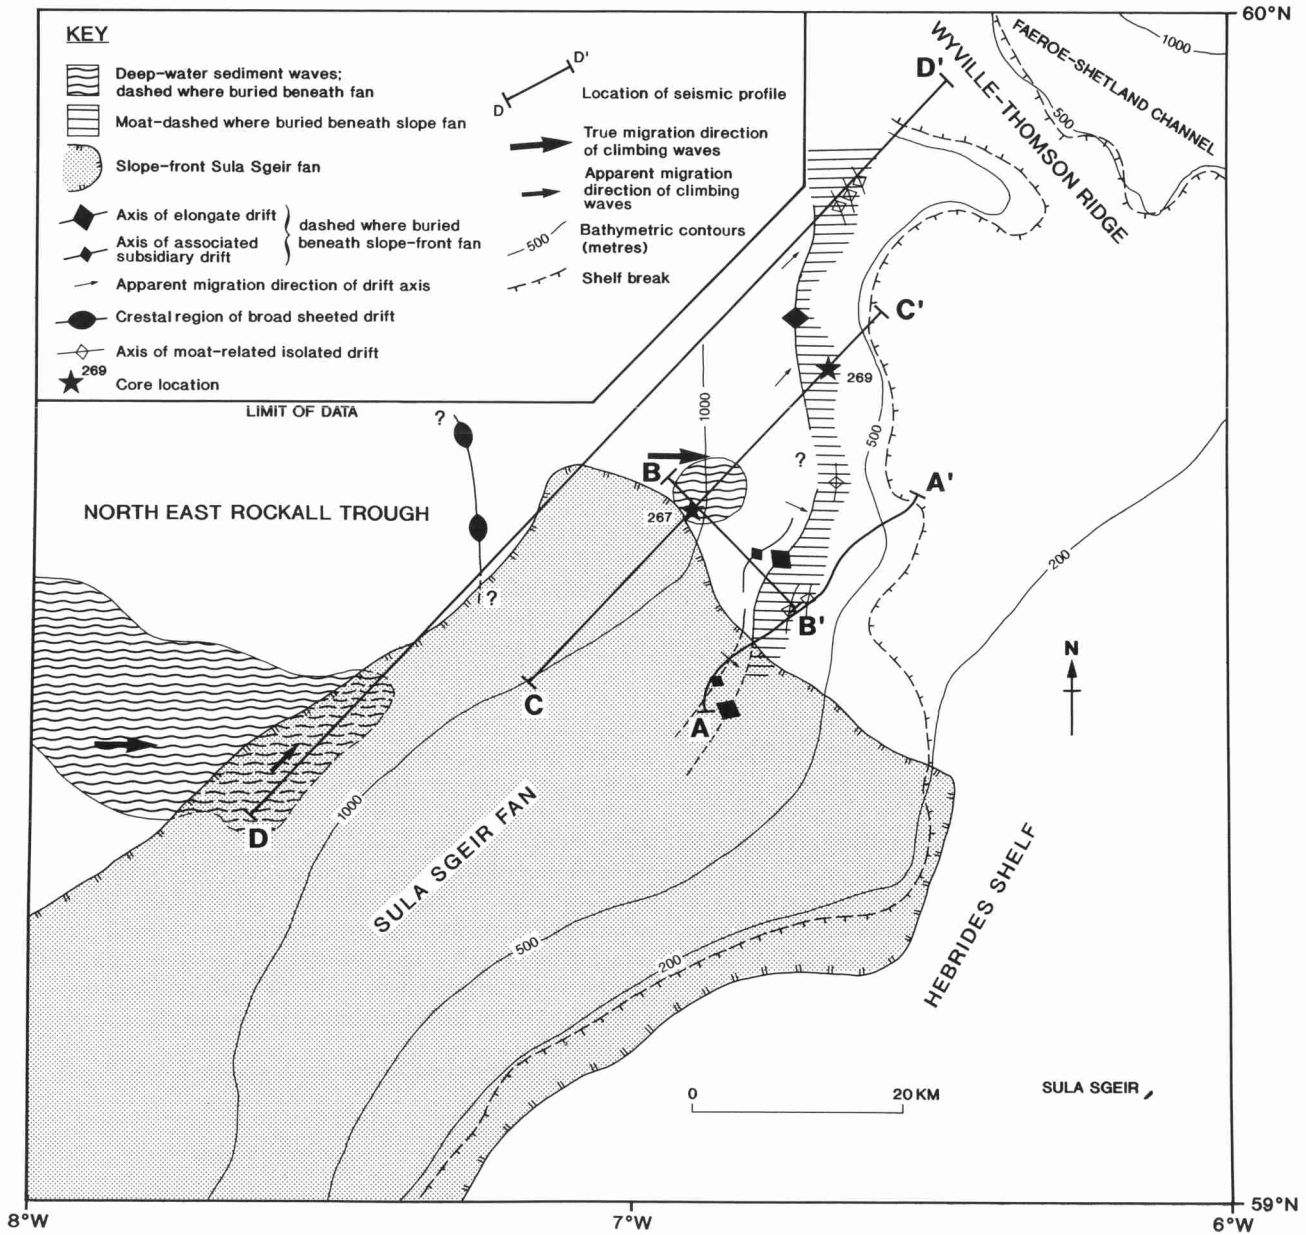 KEY
Deep-water sediment waves;
dashed where buried beneath fan
Moat-dashed where buried beneath slope fan
Slope-front Sula Sgeir fan
Axis of elongate drift
Axis of associated
subsidiary drift
dashed where buried
beneath slope-front fan
Apparent migration direction of drift axis
Crestal region of broad sheeted drift
Axis of moat-related isolated drift
269
Core location
D'
D
Location of seismic profile
True migration direction
of climbing waves
Apparent migration
direction of climbing
waves
500
Bathymetric contours
(metres)
Shelf break
LIMIT OF DATA
60°N
FAEROE-SHETLAND CHANNEL
1000
500
WYVILLE-THOMSON RIDGE
D'
C'
269
1000
500
?
?
B
A'
267
NORTH EAST ROCKALL TROUGH
?
200
B'
N
C
A
D
1000
SULA SGEIR FAN
500
200
HEBRIDES SHELF
0
20 KM
SULA SGEIR
59°N
8°W
7°W
6°W